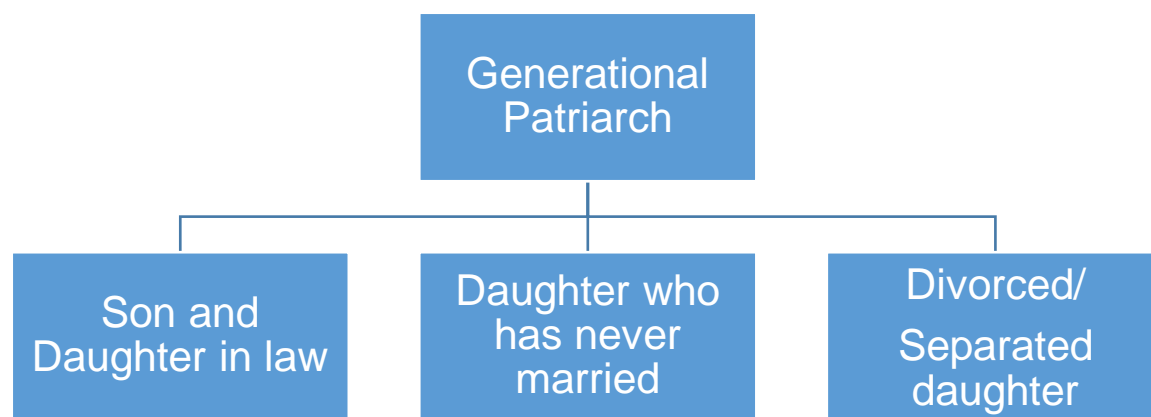 Generational
Patriarch
Son and
Daughter in law
Daughter who
has never
married
Divorced/
Separated
daughter